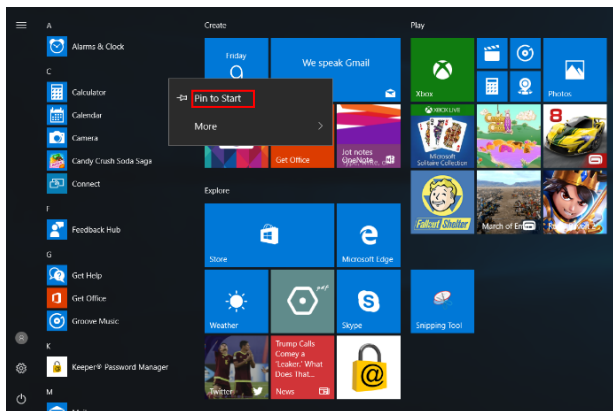 A
Alarms & Clock
C
Calculator
Calendar
Camera
Candy Crush Soda Saga
Connect
F
Feedback Hub
G
Get Help
Get Office
Groove Music
K
Keeper® Password Manager
M
Create
Friday
We speak Gmail
Pin to Start
More
Get Office
Jot notes
OneNote
Explore
Store
Microsoft Edge
Weather
Skype
Twitter
Trump Calls
Comey a
'Leaker.' What
Does That...
News
Play
Xbox
Photos
XBOX LIVE
Microsoft
Solitaire Collection
8
Fallout Shelter
March of Em
Snipping Tool